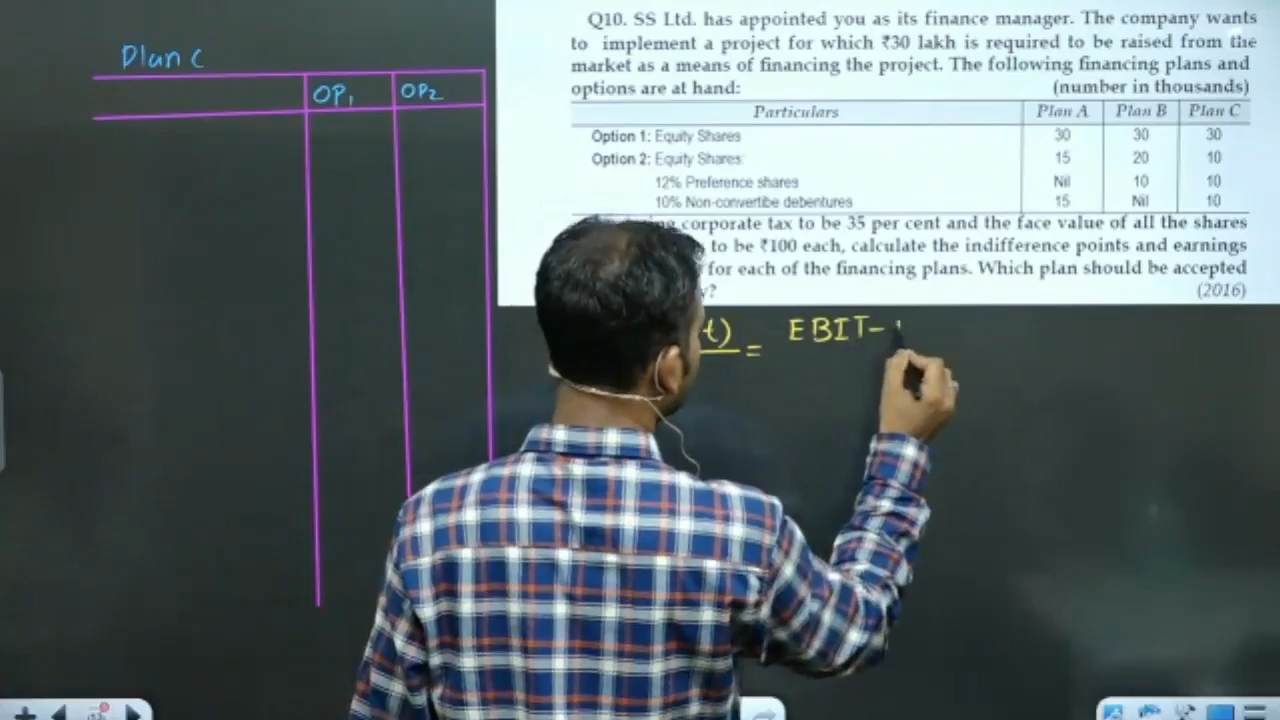 Plan C
OP1 OP2
Q10. SS Ltd. has appointed you as its finance manager. The company wants
to implement a project for which ₹30 lakh is required to be raised from the
market as a means of financing the project. The following financing plans and
options are at hand: (number in thousands)
Particulars Plan A Plan B Plan C
Option 1: Equity Shares 30 30 30
Option 2: Equity Shares 15 20 10
12% Preference shares Nil 10 10
10% Non-convertibe debentures 15 Nil 10
corporate tax to be 35 per cent and the face value of all the shares
to be ₹100 each, calculate the indifference points and earnings
for each of the financing plans. Which plan should be accepted
(2016)
t) = EBIT-